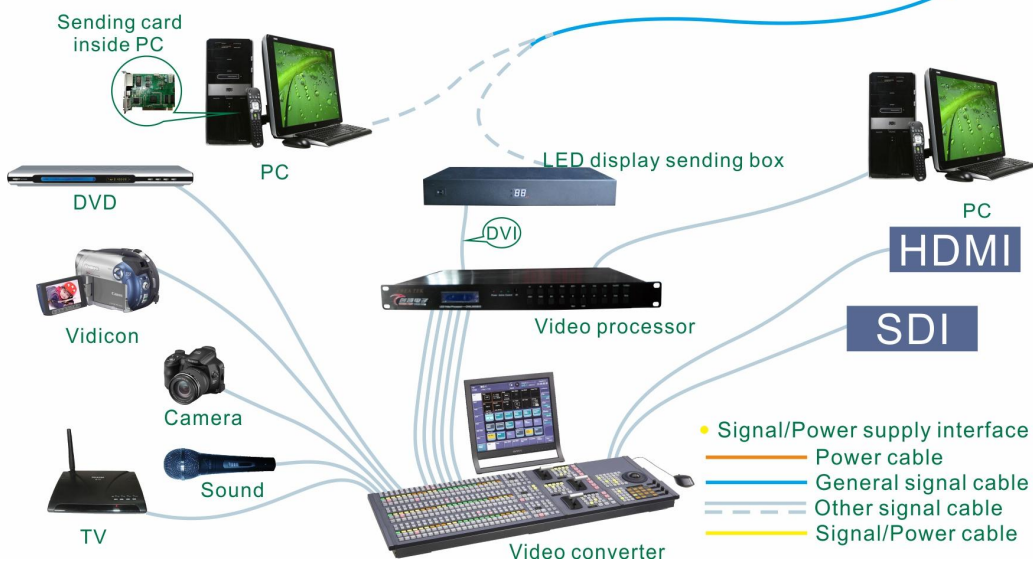 Sending card
inside PC
PC
LED display sending box
88
PC
DVD
DVI
HDMI
Vidicon
Video processor
SDI
Camera
Signal/Power supply interface
Power cable
Sound
General signal cable
Other signal cable
TV
Signal/Power cable
Video converter